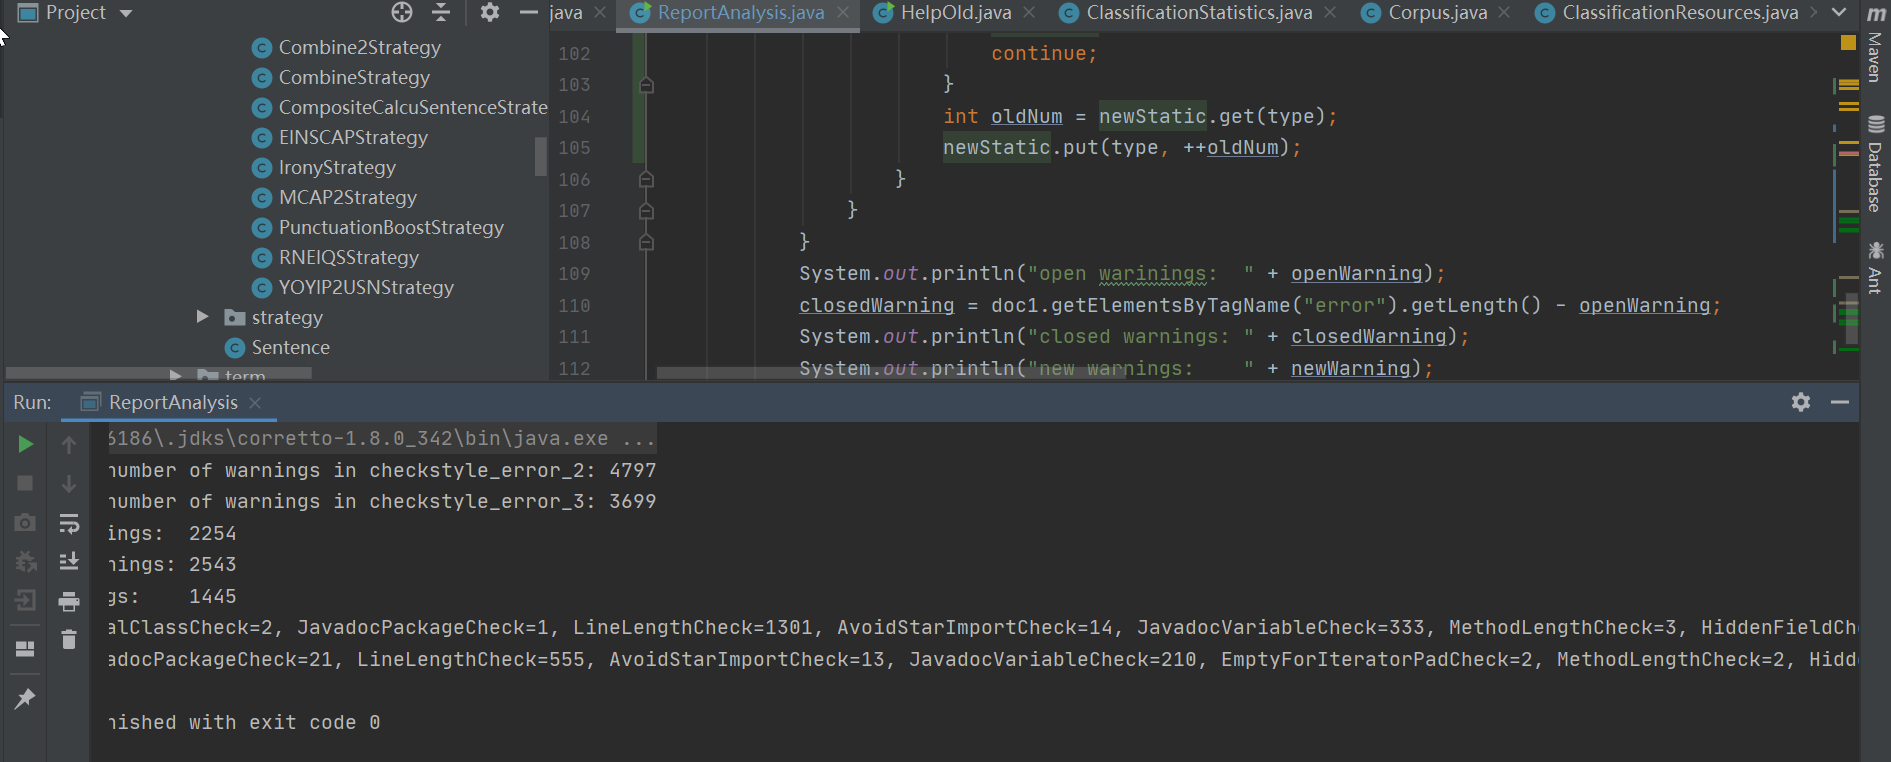 Project
Combine2Strategy
CombineStrategy
CompositeCalcuSentenceStrate
EINSCAPStrategy
IronyStrategy
MCAP2Strategy
PunctuationBoostStrategy
RNEIQSStrategy
YOYIP2USNStrategy
strategy
Sentence
term
java
ReportAnalysis.java
HelpOld.java
ClassificationStatistics.java
Corpus.java
ClassificationResources.java
102 continue;
103 }
104 int oldNum = newStatic.get(type);
105 newStatic.put(type, ++oldNum);
106 }
107 }
108 }
109 System.out.println("open warinings:  " + openWarning);
110 closedWarning = doc1.getElementsByTagName("error").getLength() - openWarning;
111 System.out.println("closed warnings: " + closedWarning);
112 System.out.println("new warnings:    " + newWarning);
m
Maven
Database
Ant
Run:
ReportAnalysis
6186\.jdks\corretto-1.8.0_342\bin\java.exe ...
number of warnings in checkstyle_error_2: 4797
number of warnings in checkstyle_error_3: 3699
ings:  2254
nings: 2543
gs:    1445
alClassCheck=2, JavadocPackageCheck=1, LineLengthCheck=1301, AvoidStarImportCheck=14, JavadocVariableCheck=333, MethodLengthCheck=3, HiddenFieldCh
adocPackageCheck=21, LineLengthCheck=555, AvoidStarImportCheck=13, JavadocVariableCheck=210, EmptyForIteratorPadCheck=2, MethodLengthCheck=2, Hidd
nished with exit code 0